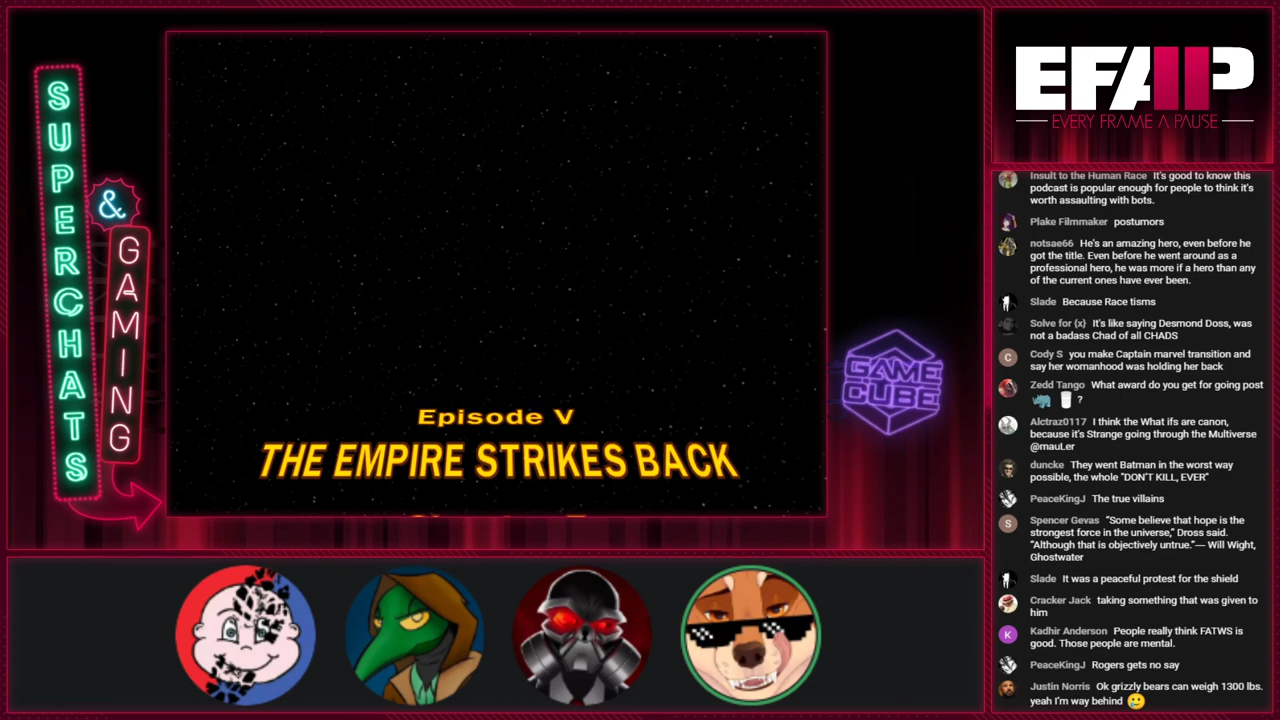 SUPERCHATS
&
GAMING
Episode V
THE EMPIRE STRIKES BACK
GAME
CUBE
EFAP
EVERY FRAME A PAUSE
Insult to the Human Race It's good to know this
podcast is popular enough for people to think it's
worth assaulting with bots.
Plake Filmmaker postumors
notsae66 He's an amazing hero, even before he
got the title. Even before he went around as a
professional hero, he was more if a hero than any
of the current ones have ever been.
Slade Because Race tisms
Solve for {x} It's like saying Desmond Doss, was
not a badass Chad of all CHADS
C Cody S you make Captain marvel transition and
say her womanhood was holding her back
Zedd Tango What award do you get for going post
?
Alctraz0117 I think the What ifs are canon,
because it's Strange going through the Multiverse
@mauLer
duncke They went Batman in the worst way
possible, the whole "DON'T KILL, EVER"
PeaceKingJ The true villains
S Spencer Gevas “Some believe that hope is the
strongest force in the universe,” Dross said.
“Although that is objectively untrue.”― Will Wight,
Ghostwater
Slade It was a peaceful protest for the shield
Cracker Jack taking something that was given to
him
K Kadhir Anderson People really think FATWS is
good. Those people are mental.
PeaceKingJ Rogers gets no say
Justin Norris Ok grizzly bears can weigh 1300 lbs.
yeah I'm way behind